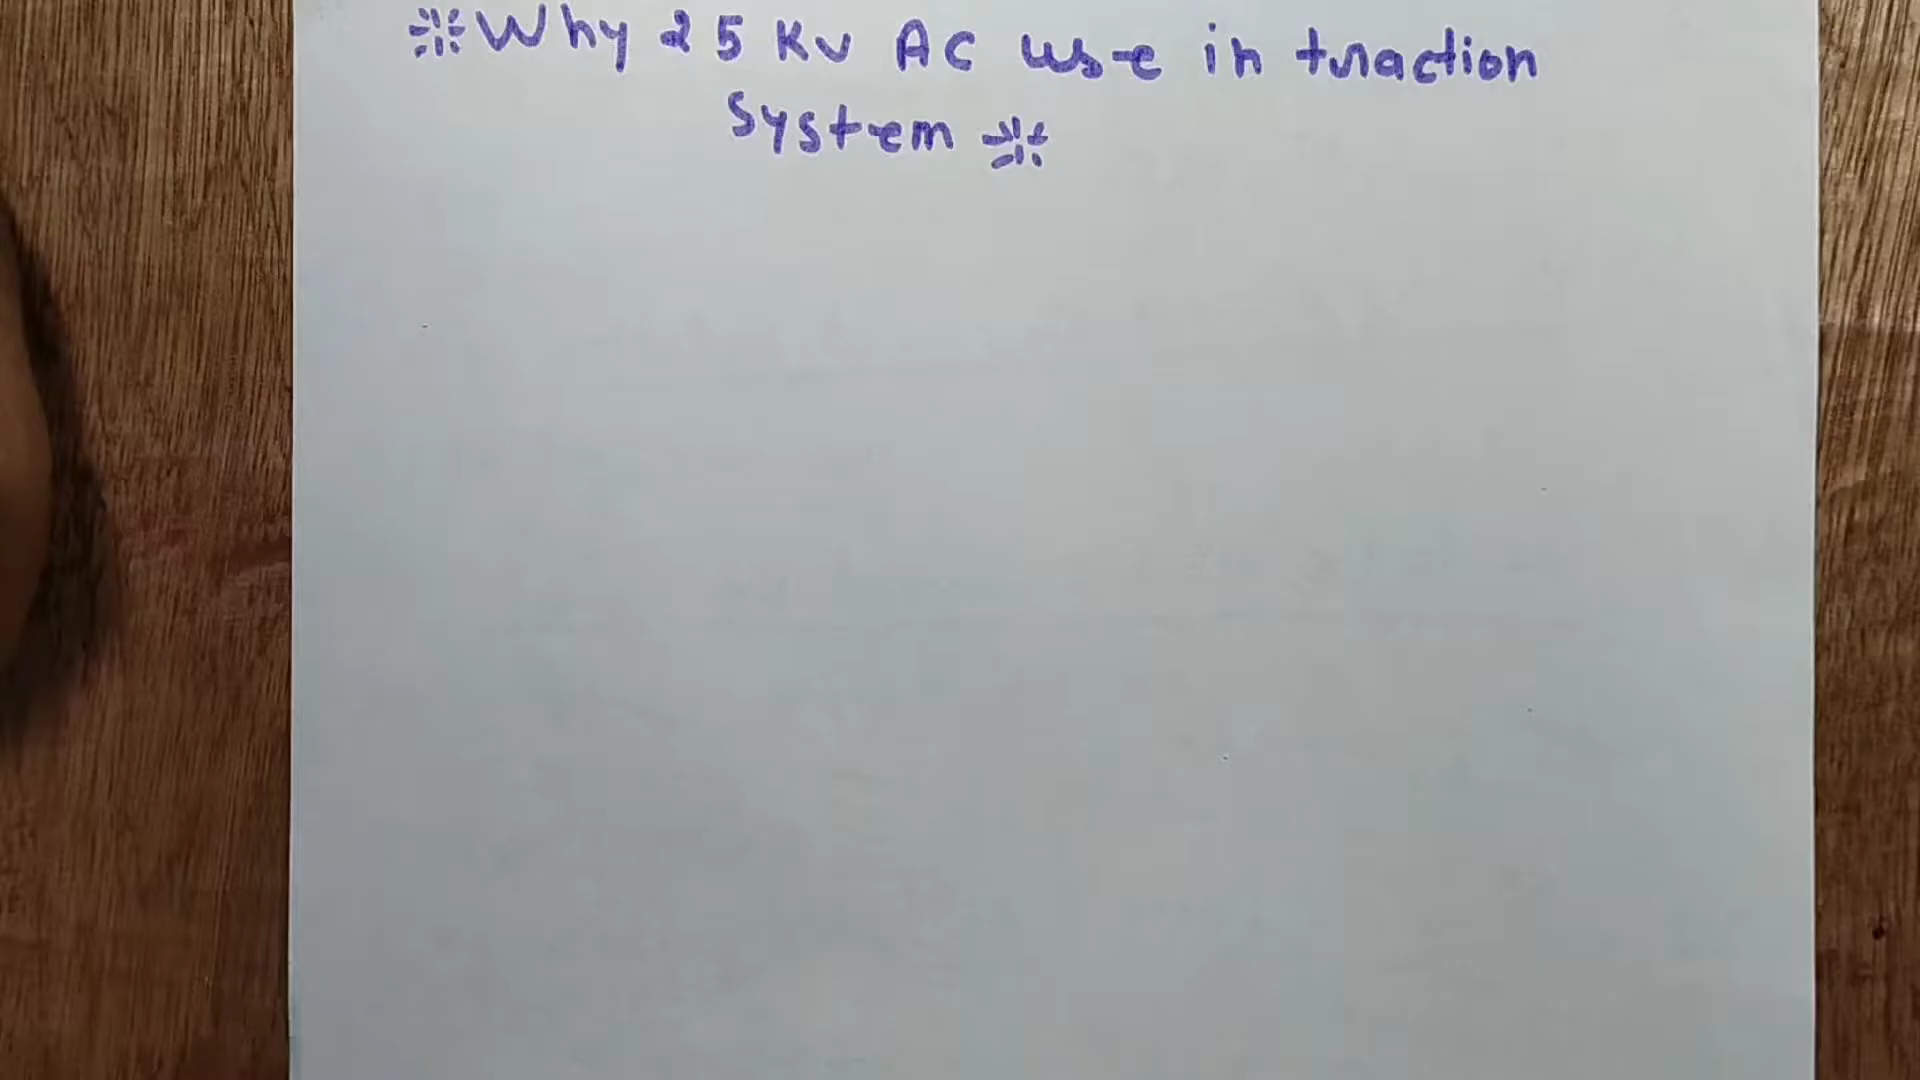 ※Why 25 Kv AC use in traction
System ※